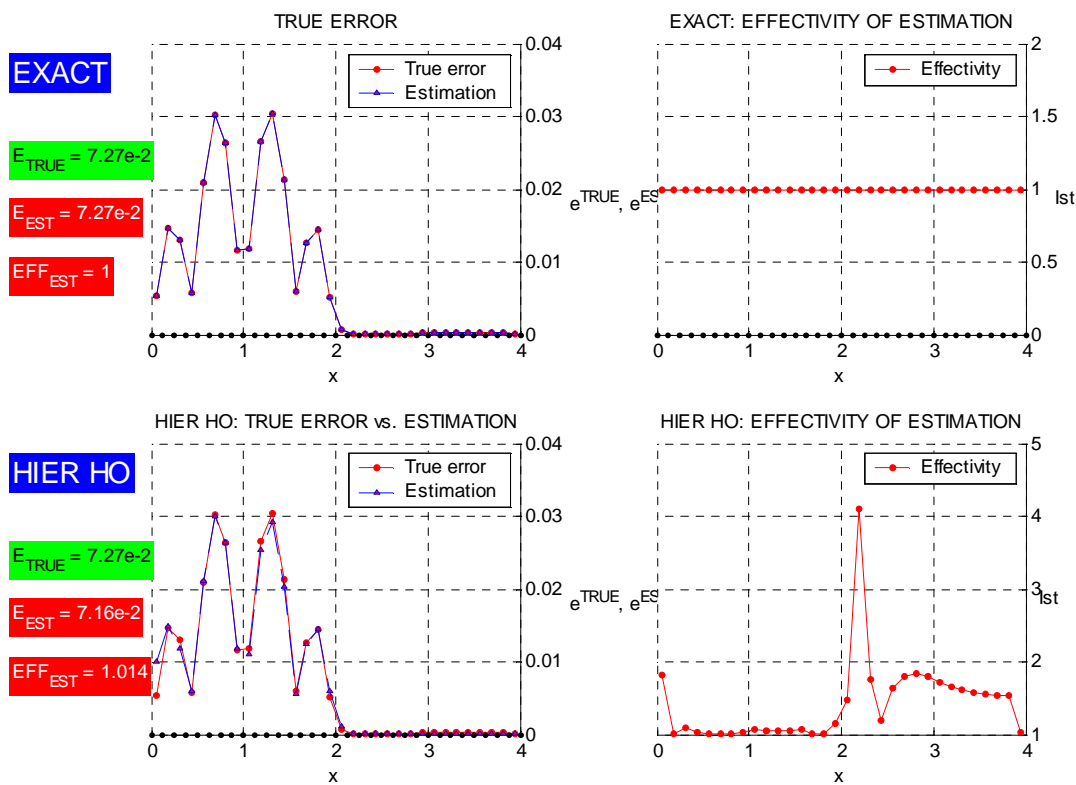 TRUE ERROR
EXACT: EFFECTIVITY OF ESTIMATION
EXACT
E_TRUE = 7.27e-2
E_EST = 7.27e-2
EFF_EST = 1
True error
Estimation
0.04
0.03
0.02
0.01
0
0 1 2 3 4
x
e^TRUE, e^ES
Effectivity
2
1.5
1
0.5
0
Ist
0 1 2 3 4
x
HIER HO: TRUE ERROR vs. ESTIMATION
HIER HO: EFFECTIVITY OF ESTIMATION
HIER HO
E_TRUE = 7.27e-2
E_EST = 7.16e-2
EFF_EST = 1.014
True error
Estimation
0.04
0.03
0.02
0.01
0
0 1 2 3 4
x
e^TRUE, e^ES
Effectivity
5
4
3
2
1
Ist
0 1 2 3 4
x